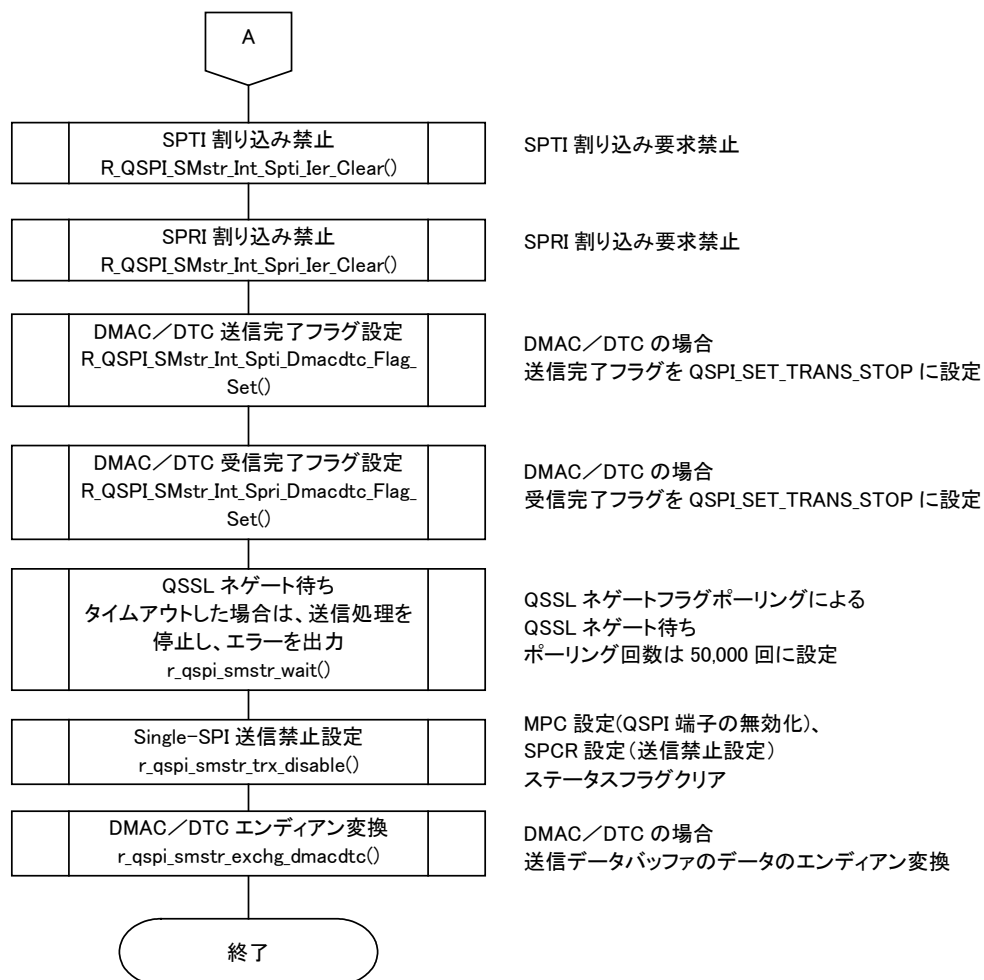 A
SPTI 割り込み禁止
R_QSPI_SMstr_Int_Spti_Ier_Clear()
SPTI 割り込み要求禁止
SPRI 割り込み禁止
R_QSPI_SMstr_Int_Spri_Ier_Clear()
SPRI 割り込み要求禁止
DMAC／DTC 送信完了フラグ設定
R_QSPI_SMstr_Int_Spti_Dmacdtc_Flag_
Set()
DMAC／DTC の場合
送信完了フラグを QSPI_SET_TRANS_STOP に設定
DMAC／DTC 受信完了フラグ設定
R_QSPI_SMstr_Int_Spri_Dmacdtc_Flag_
Set()
DMAC／DTC の場合
受信完了フラグを QSPI_SET_TRANS_STOP に設定
QSSL ネゲート待ち
タイムアウトした場合は、送信処理を
停止し、エラーを出力
r_qspi_smstr_wait()
QSSL ネゲートフラグポーリングによる
QSSL ネゲート待ち
ポーリング回数は 50,000 回に設定
Single-SPI 送信禁止設定
r_qspi_smstr_trx_disable()
MPC 設定(QSPI 端子の無効化)、
SPCR 設定（送信禁止設定）
ステータスフラグクリア
DMAC／DTC エンディアン変換
r_qspi_smstr_exchg_dmacdtc()
DMAC／DTC の場合
送信データバッファのデータのエンディアン変換
終了